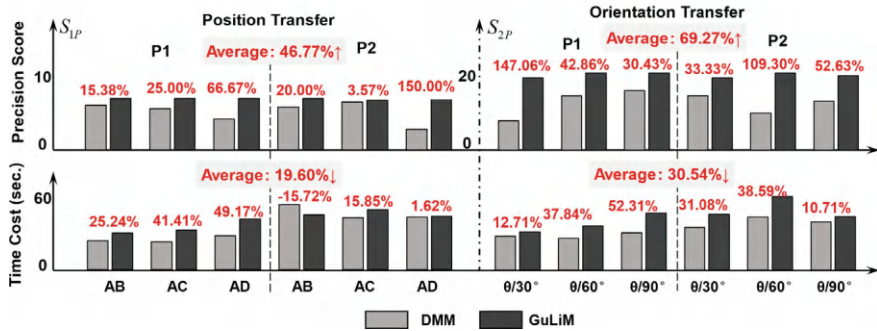 Position Transfer
Orientation Transfer
S1P
S2P
P1
P2
P1
P2
Average: 46.77%↑
Average: 69.27%↑
Precision Score
10
0
20
0
15.38%
25.00%
66.67%
20.00%
3.57%
150.00%
147.06%
42.86%
30.43%
33.33%
109.30%
52.63%
Average: 19.60%↓
Average: 30.54%↓
Time Cost (sec.)
60
0
25.24%
41.41%
49.17%
-15.72%
15.85%
1.62%
12.71%
37.84%
52.31%
31.08%
38.59%
10.71%
AB
AC
AD
AB
AC
AD
θ/30°
θ/60°
θ/90°
θ/30°
θ/60°
θ/90°
DMM
GuLiM